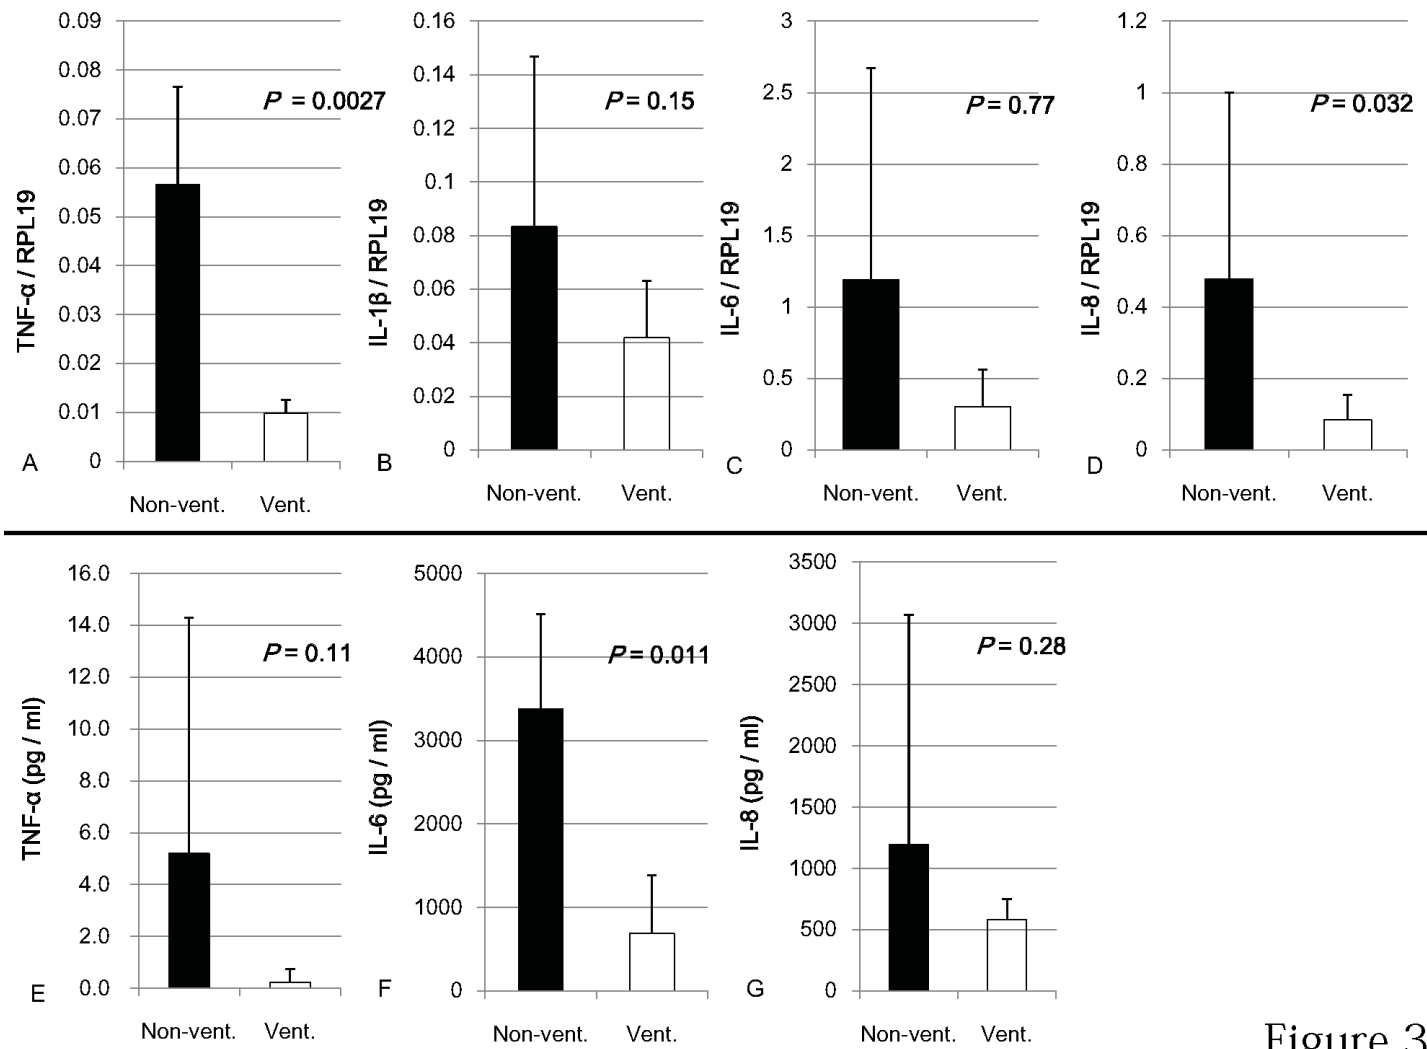 0.09
0.08
0.07
0.06
0.05
0.04
0.03
0.02
0.01
0
TNF-α / RPL19
P = 0.0027
A
Non-vent. Vent.
0.16
0.14
0.12
0.1
0.08
0.06
0.04
0.02
0
IL-1β / RPL19
P = 0.15
B
Non-vent. Vent.
3
2.5
2
1.5
1
0.5
0
IL-6 / RPL19
P = 0.77
C
Non-vent. Vent.
1.2
1
0.8
0.6
0.4
0.2
0
IL-8 / RPL19
P = 0.032
D
Non-vent. Vent.
16.0
14.0
12.0
10.0
8.0
6.0
4.0
2.0
0.0
TNF-α (pg / ml)
P = 0.11
E
Non-vent. Vent.
5000
4000
3000
2000
1000
0
IL-6 (pg / ml)
P = 0.011
F
Non-vent. Vent.
3500
3000
2500
2000
1500
1000
500
0
IL-8 (pg / ml)
P = 0.28
G
Non-vent. Vent.
Figure 3